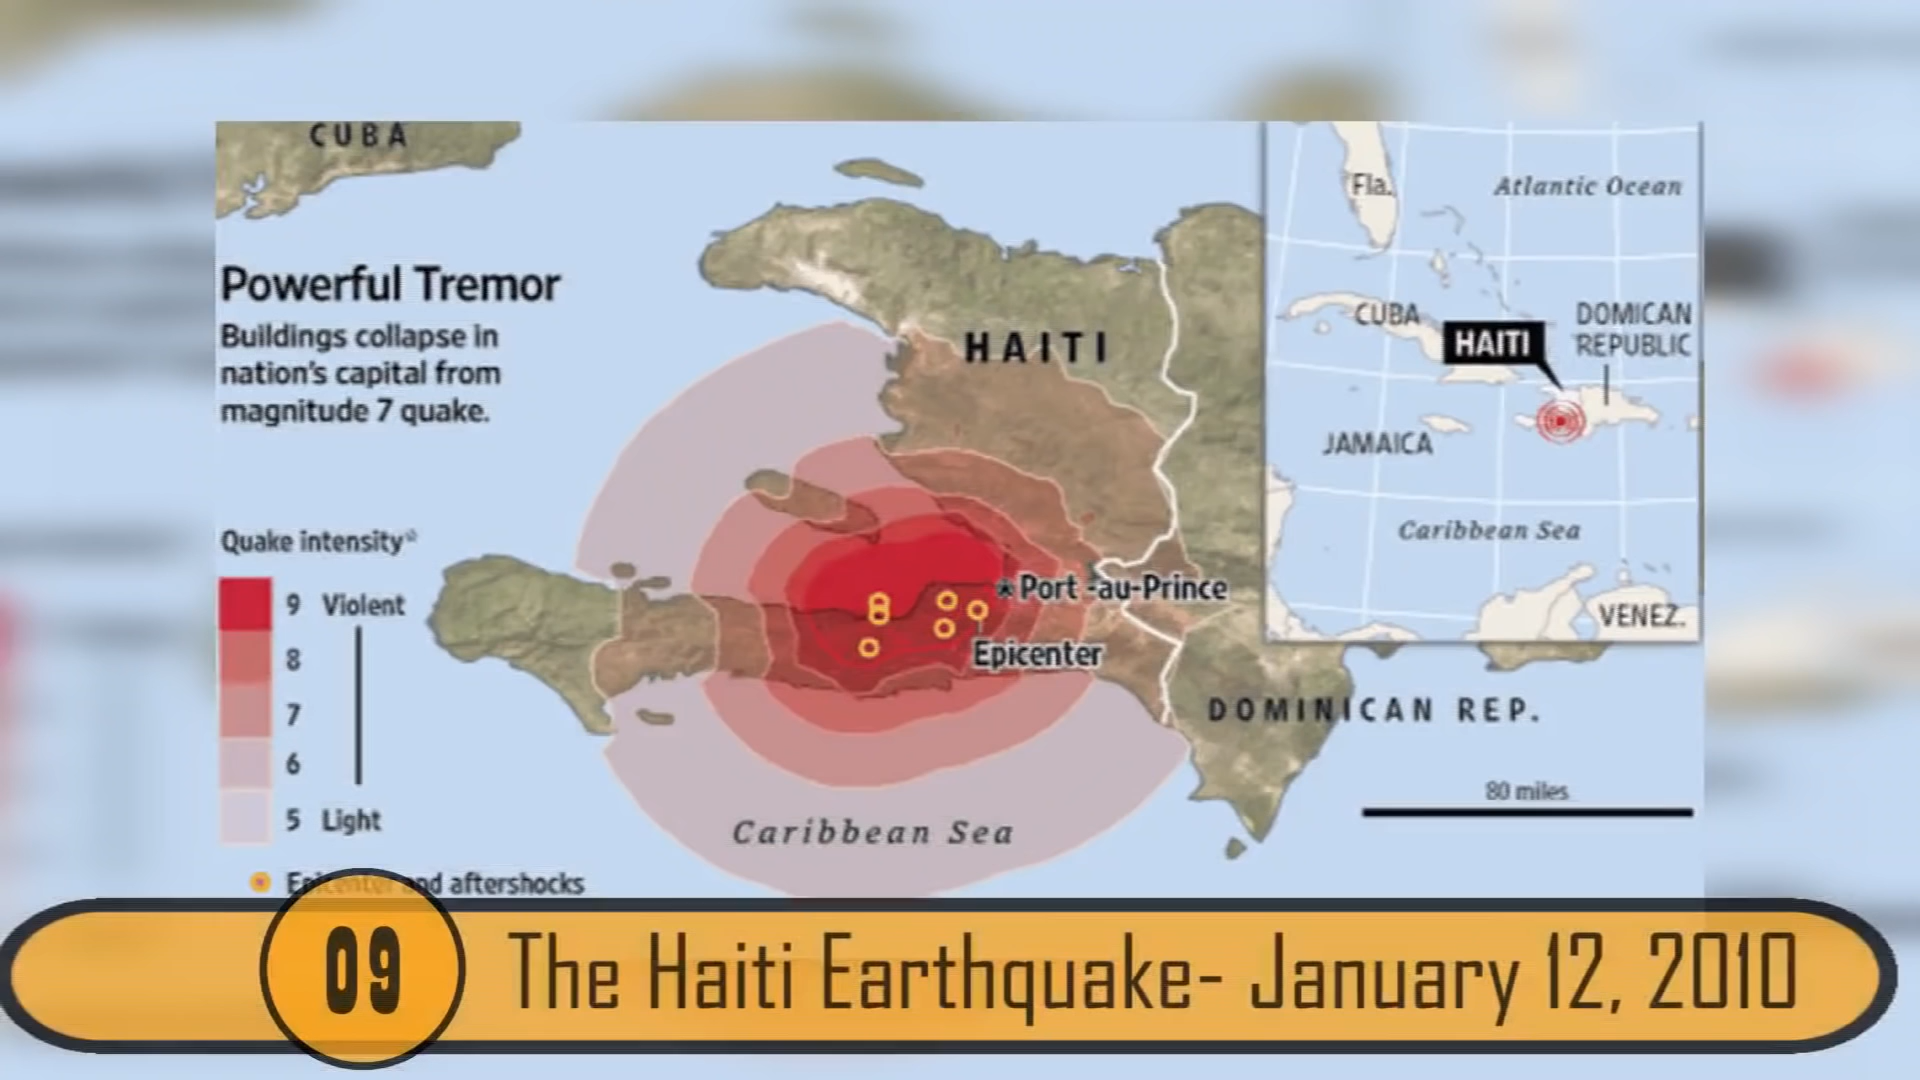 CUBA
Powerful Tremor
Buildings collapse in
nation's capital from
magnitude 7 quake.
HAITI
Quake intensity*
9 Violent
8
7
6
5 Light
Epicenter and aftershocks
* Port -au-Prince
Epicenter
DOMINICAN REP.
Caribbean Sea
80 miles
Fla.
Atlantic Ocean
CUBA
HAITI
DOMICAN
REPUBLIC
JAMAICA
Caribbean Sea
VENEZ.
09 The Haiti Earthquake- January 12, 2010